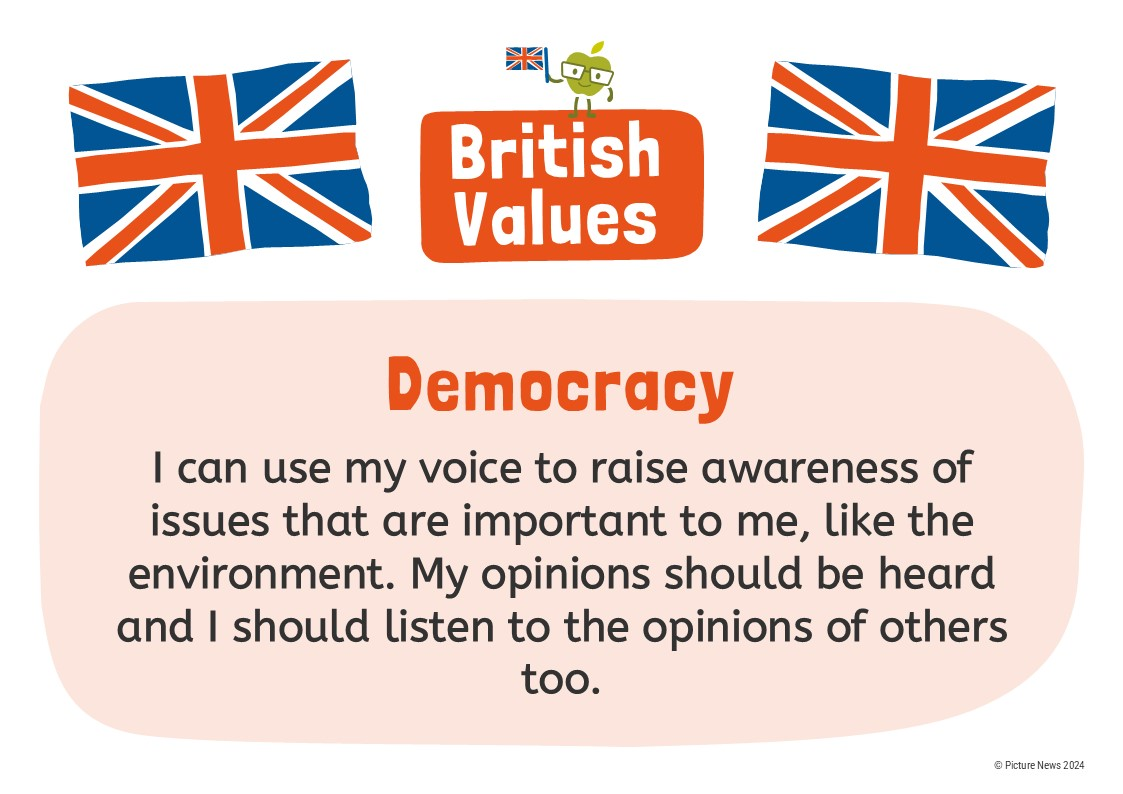 British
Values
Democracy
I can use my voice to raise awareness of
issues that are important to me, like the
environment. My opinions should be heard
and I should listen to the opinions of others
too.
© Picture News 2024